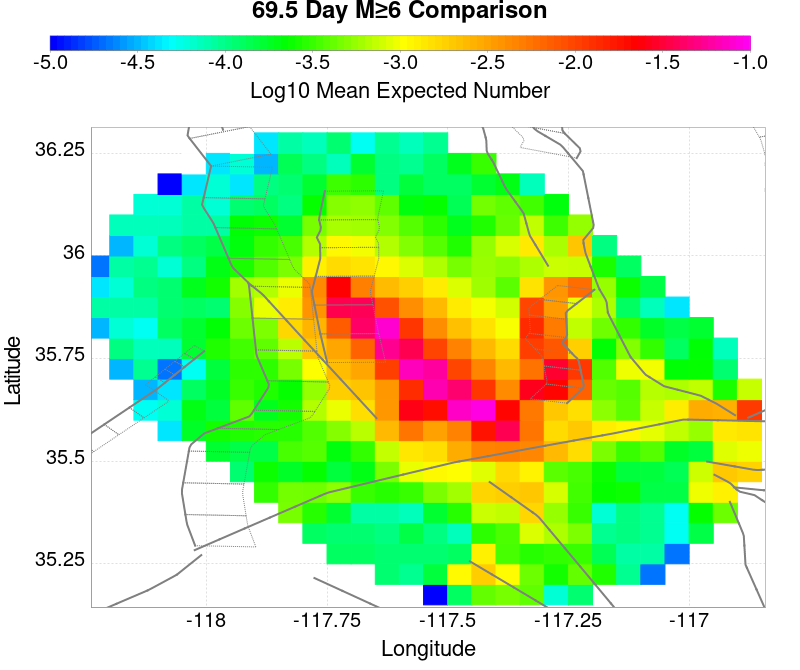 69.5 Day M≥6 Comparison
-5.0 -4.5 -4.0 -3.5 -3.0 -2.5 -2.0 -1.5 -1.0
Log10 Mean Expected Number
36.25
36
35.75
35.5
35.25
Latitude
-118 -117.75 -117.5 -117.25 -117
Longitude